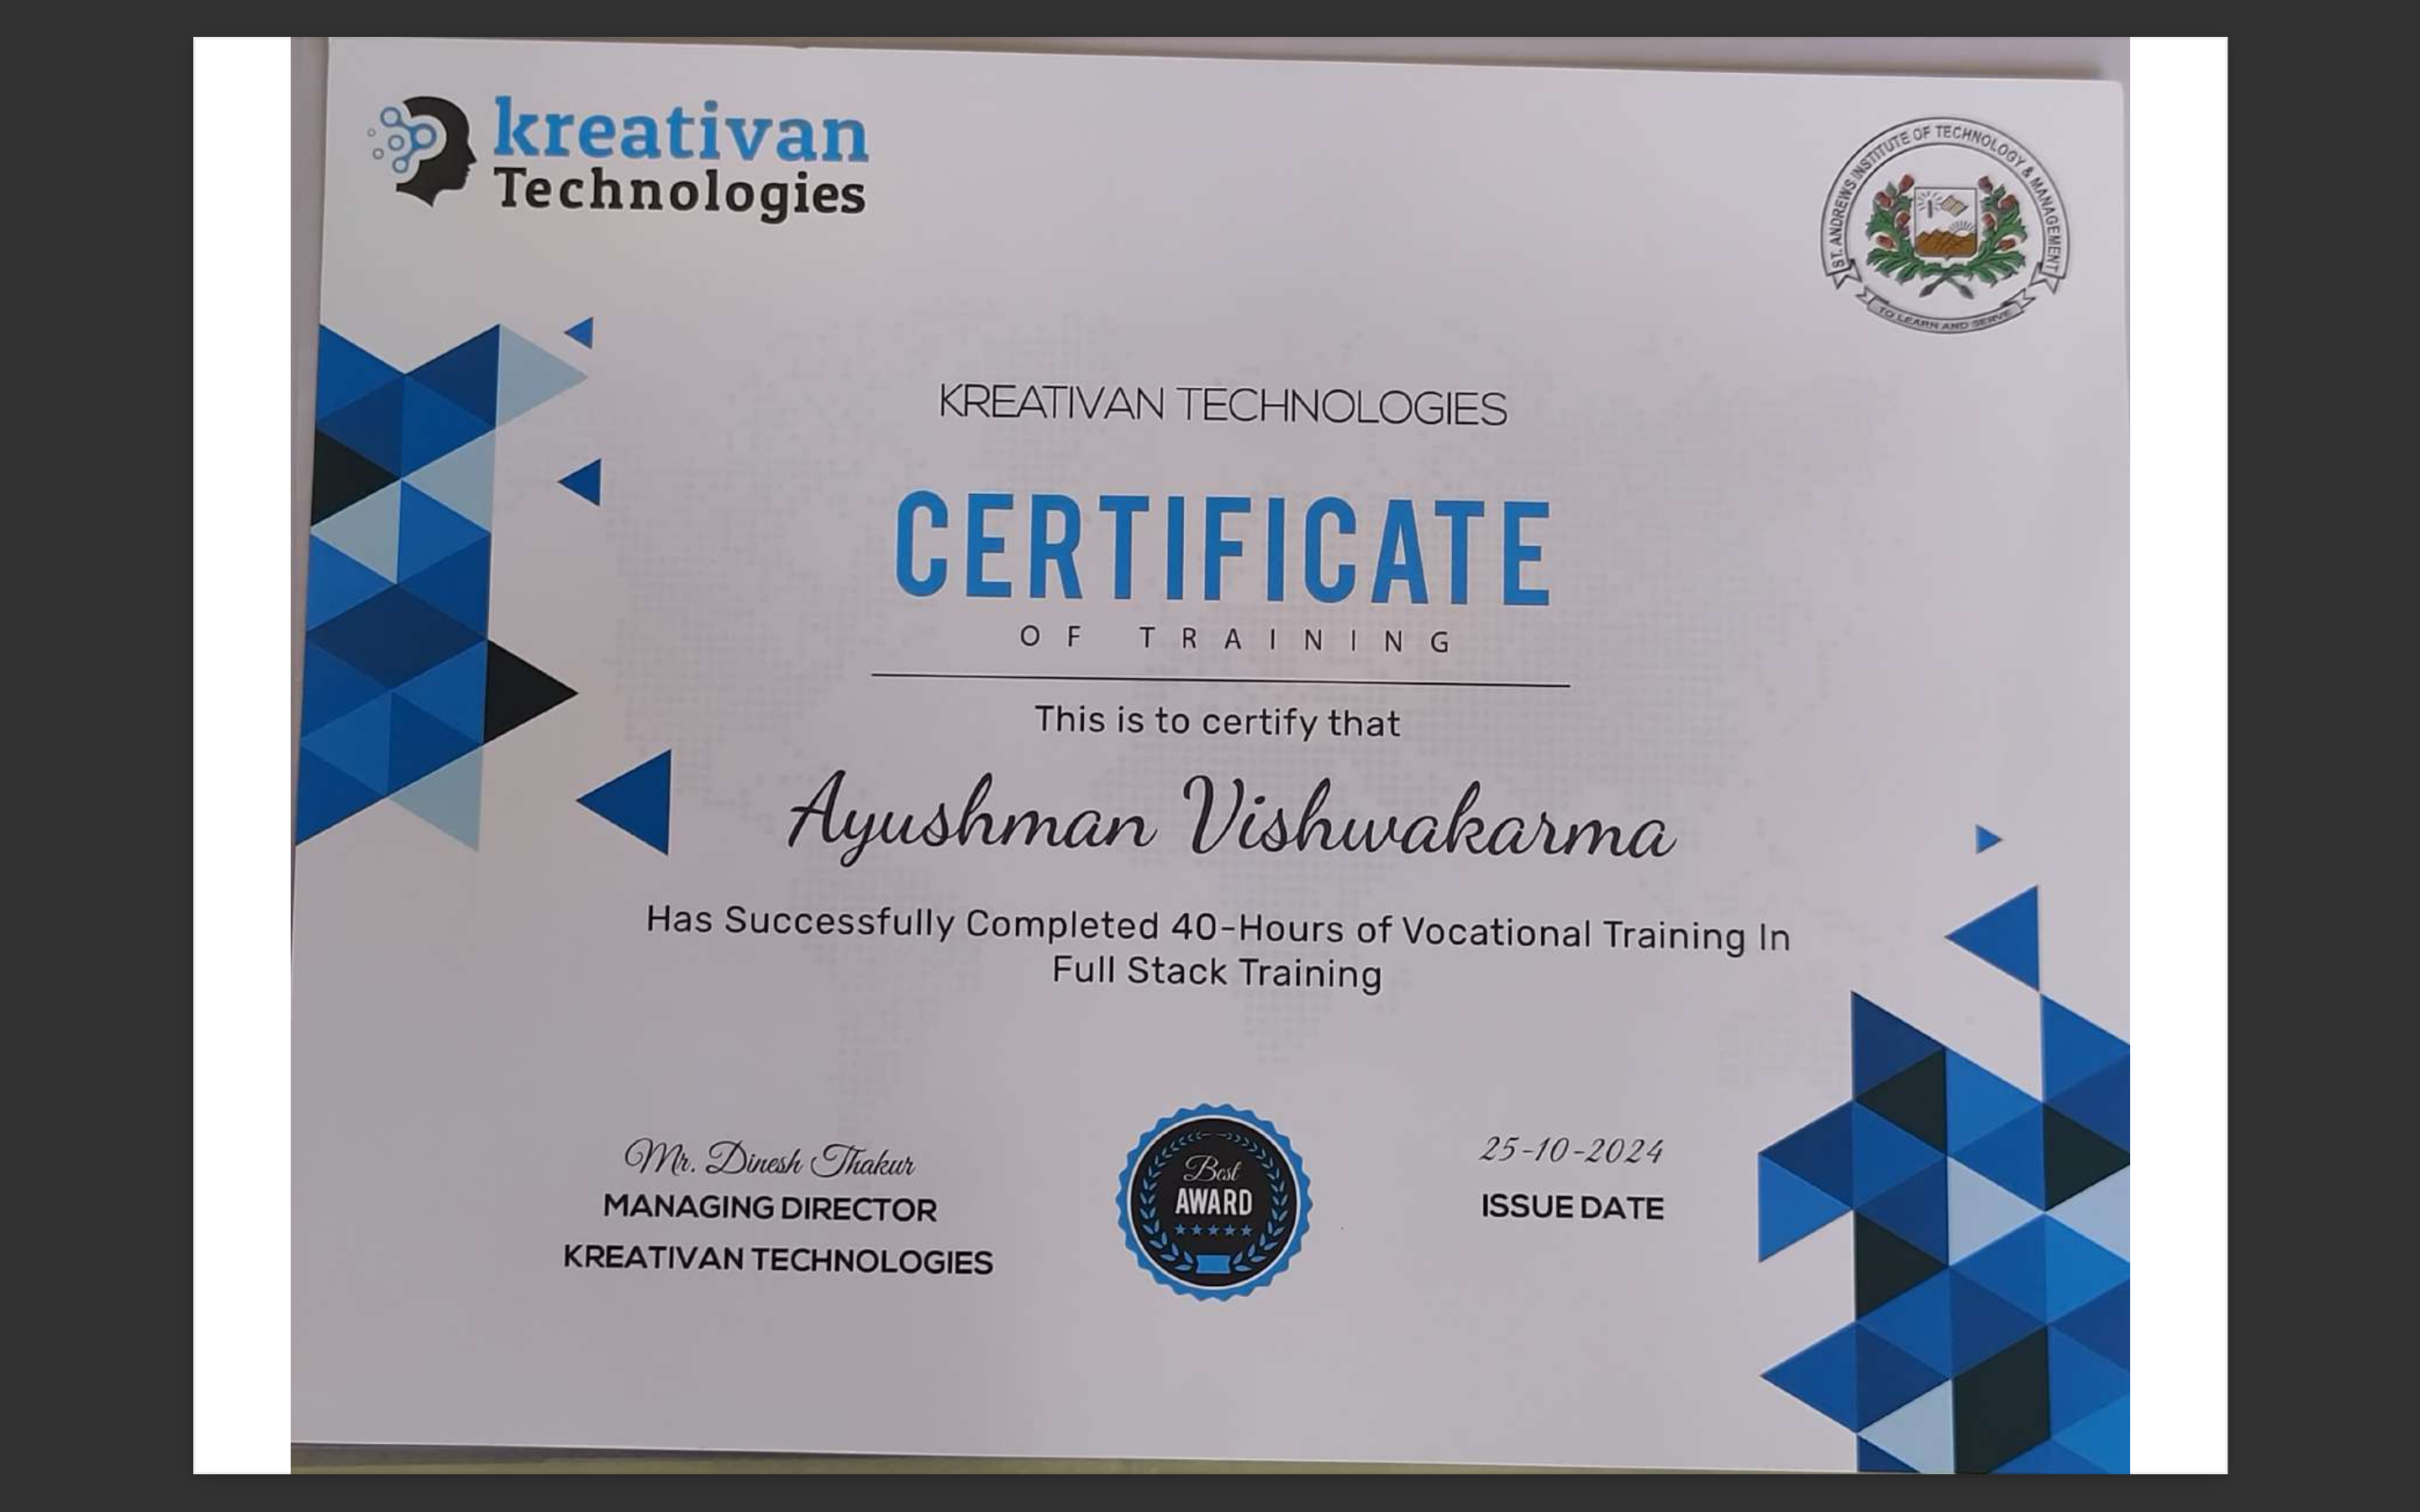 kreativan
Technologies
ST. ANDREWS INSTITUTE OF TECHNOLOGY & MANAGEMENT
TO LEARN AND SERVE
KREATIVAN TECHNOLOGIES
CERTIFICATE
OF TRAINING
This is to certify that
Ayushman Vishwakarma
Has Successfully Completed 40-Hours of Vocational Training In
Full Stack Training
Mr. Dinesh Thakur
MANAGING DIRECTOR
KREATIVAN TECHNOLOGIES
Best
AWARD
25-10-2024
ISSUE DATE